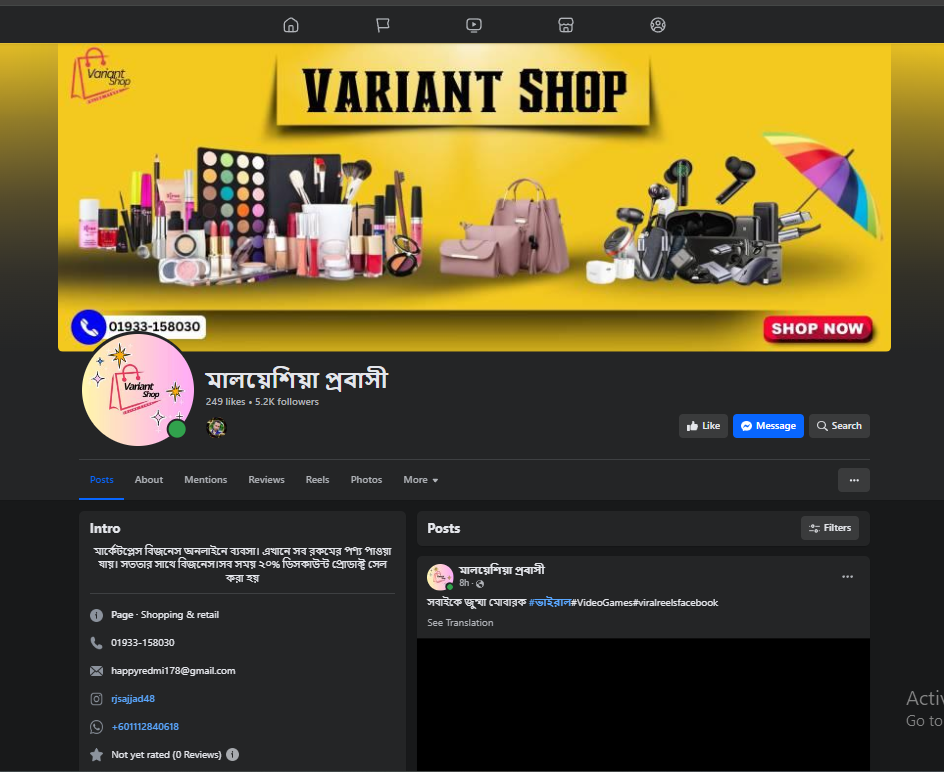 Variant
Shop
VARIANT SHOP
01933-158030
SHOP NOW
Variant
Shop
মালয়েশিয়া প্রবাসী
249 likes • 5.2K followers
Like
Message
Search
Posts
About
Mentions
Reviews
Reels
Photos
More
Intro
মার্কেটপ্লেস বিজনেস অনলাইনে ব্যবসা। এখানে সব রকমের পণ্য পাওয়া
যায়। সততার সাথে বিজনেস।সব সময় ২০% ডিসকাউন্ট প্রোডাক্ট সেল
করা হয়
Page · Shopping & retail
01933-158030
happyredmi178@gmail.com
rjsajjad48
+601112840618
Not yet rated (0 Reviews)
Posts
Filters
মালয়েশিয়া প্রবাসী
8h ·
সবাইকে জুম্মা মোবারক #ভাইরাল#VideoGames#viralreelsfacebook
See Translation
Go to